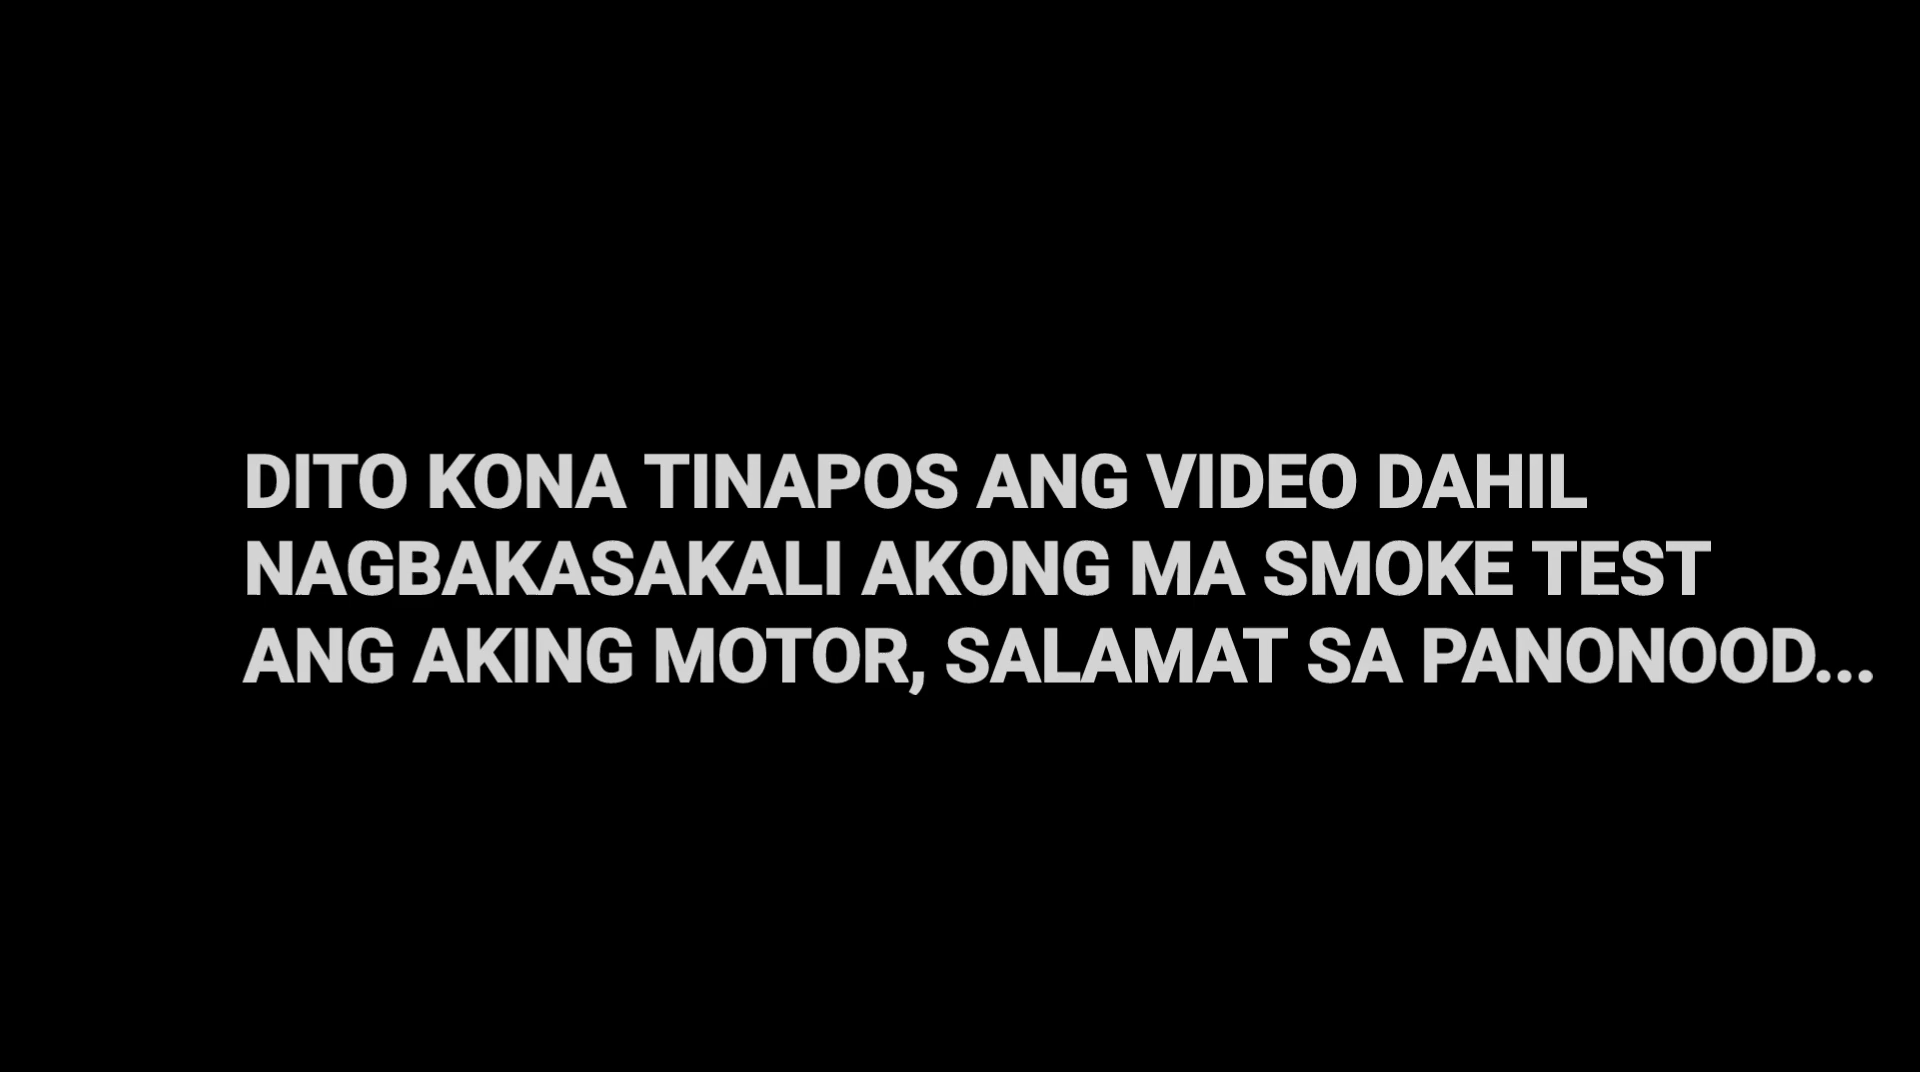 DITO KONA TINAPOS ANG VIDEO DAHIL
NAGBAKASAKALI AKONG MA SMOKE TEST
ANG AKING MOTOR, SALAMAT SA PANONOOD...